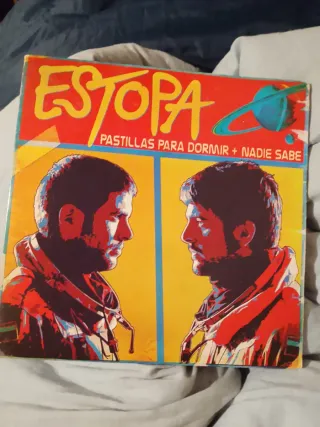 ESTOPA
PASTILLAS PARA DORMIR + NADIE SABE